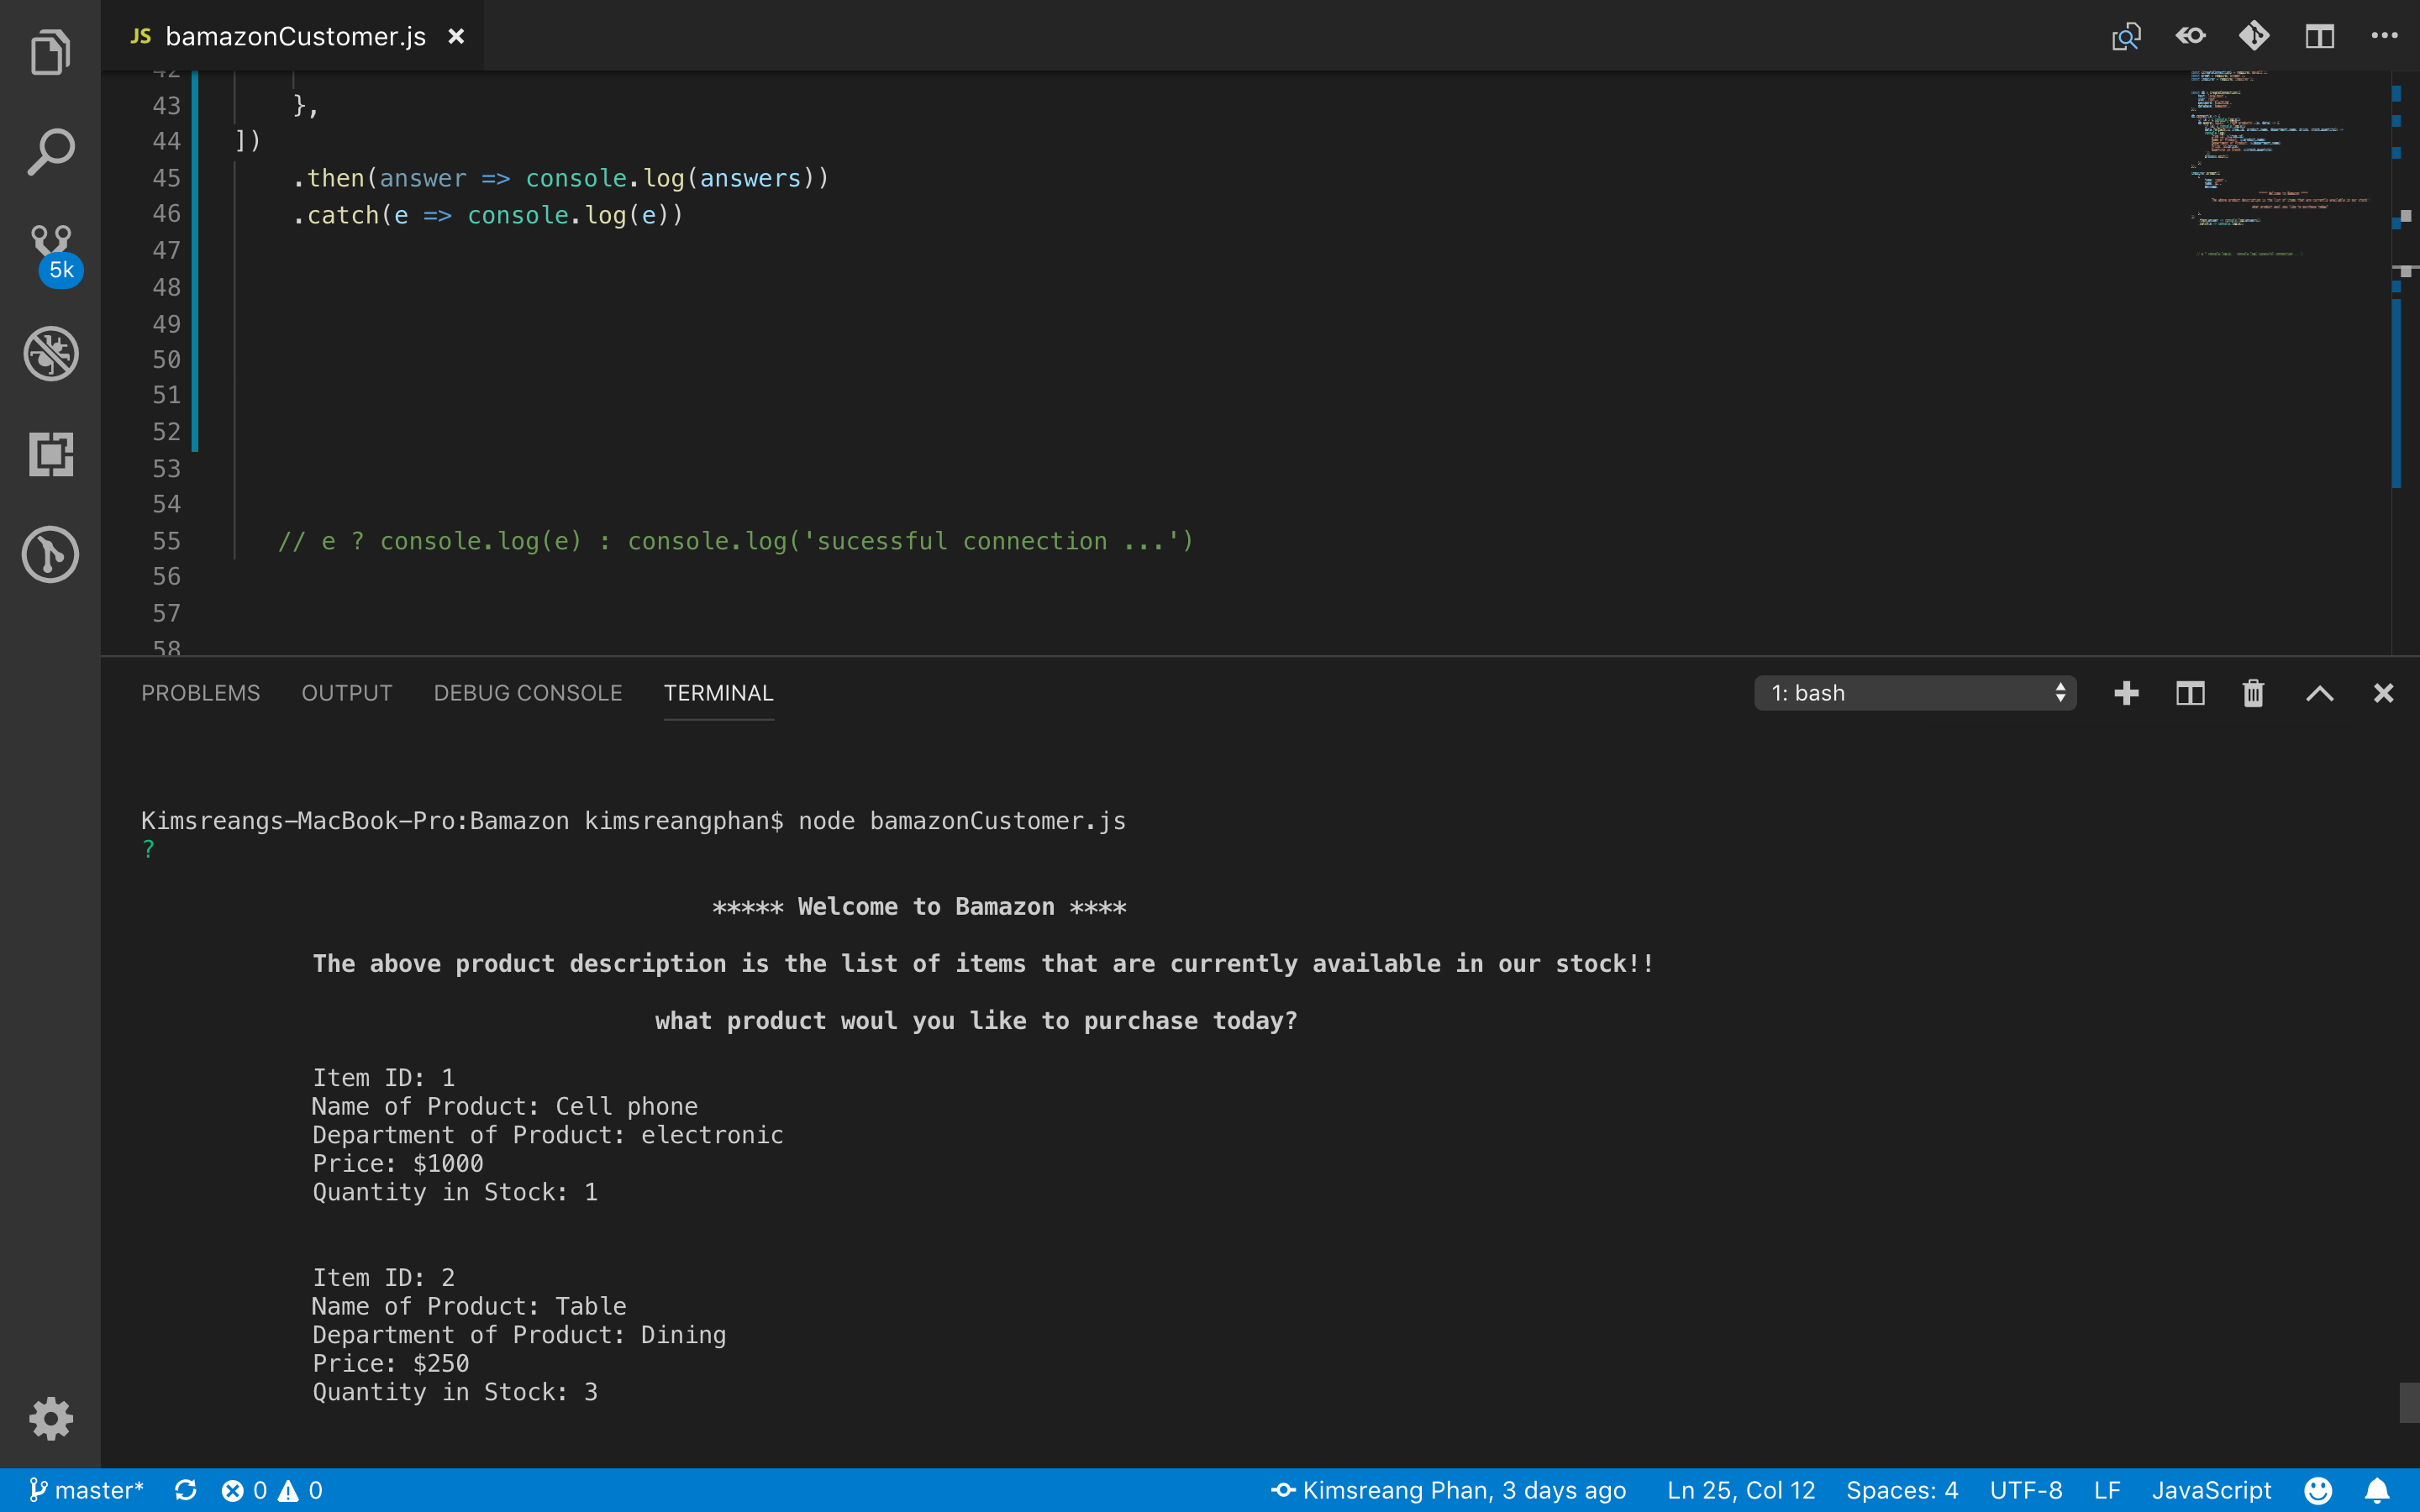 JS bamazonCustomer.js
42
43 },
44 ])
45 .then(answer => console.log(answers))
46 .catch(e => console.log(e))
47
48
49
50
51
52
53
54
55 // e ? console.log(e) : console.log('sucessful connection ...')
56
57
58
5k
PROBLEMS OUTPUT DEBUG CONSOLE TERMINAL 1: bash
Kimsreangs-MacBook-Pro:Bamazon kimsreangphan$ node bamazonCustomer.js
?
***** Welcome to Bamazon ****
The above product description is the list of items that are currently available in our stock!!
what product woul you like to purchase today?
Item ID: 1
Name of Product: Cell phone
Department of Product: electronic
Price: $1000
Quantity in Stock: 1
Item ID: 2
Name of Product: Table
Department of Product: Dining
Price: $250
Quantity in Stock: 3
master* 0 0 Kimsreang Phan, 3 days ago Ln 25, Col 12 Spaces: 4 UTF-8 LF JavaScript